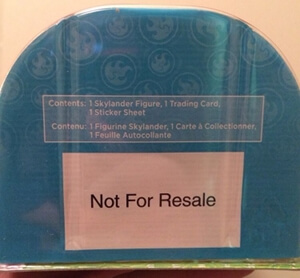 Contents: 1 Skylander Figure, 1 Trading Card,
1 Sticker Sheet
Contenu: 1 Figurine Skylander, 1 Carte à Collectionner,
1 Feuille Autocollante
Not For Resale